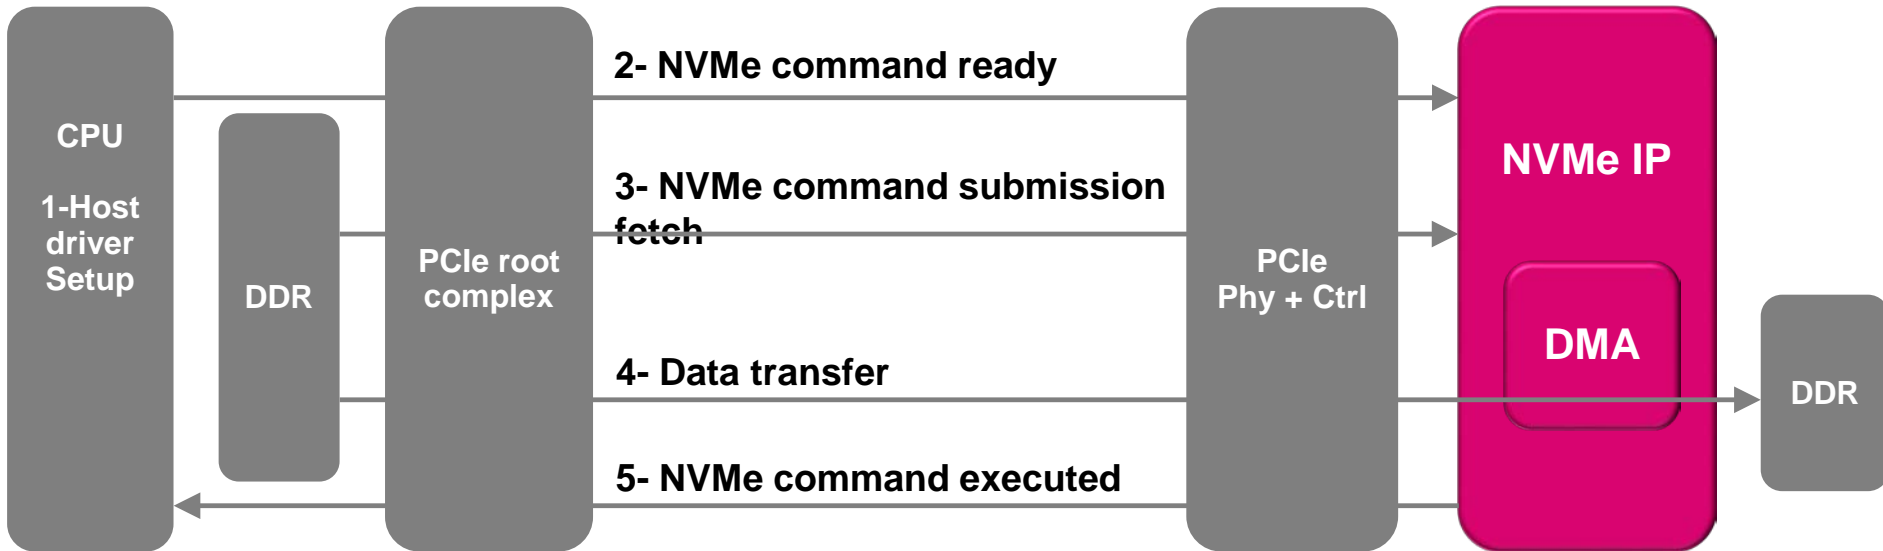 CPU
1-Host
driver
Setup
DDR
PCIe root
complex
2- NVMe command ready
3- NVMe command submission
fetch
4- Data transfer
5- NVMe command executed
PCIe
Phy + Ctrl
NVMe IP
DMA
DDR